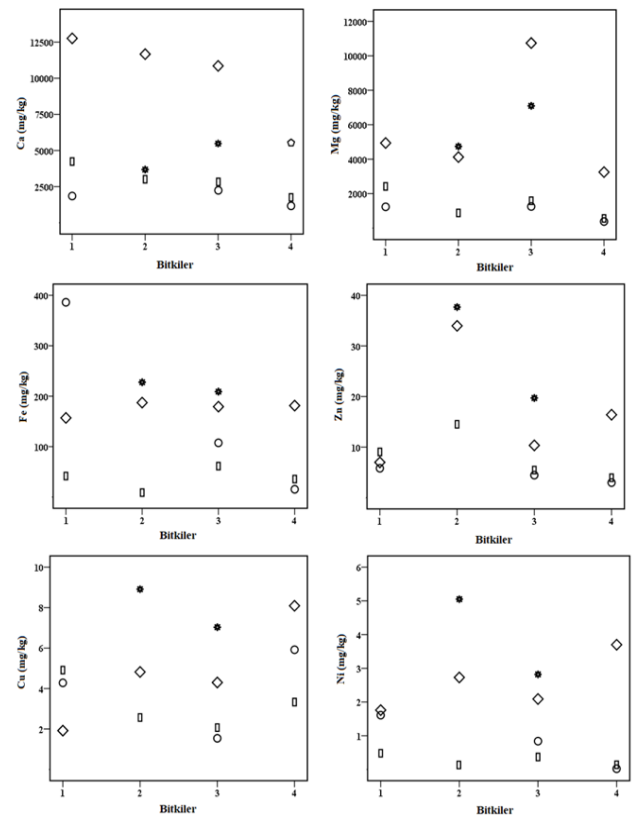 Ca (mg/kg)
12500
10000
7500
5000
2500
1 2 3 4
Bitkiler
Mg (mg/kg)
12000
10000
8000
6000
4000
2000
1 2 3 4
Bitkiler
Fe (mg/kg)
400
300
200
100
1 2 3 4
Bitkiler
Zn (mg/kg)
40
30
20
10
1 2 3 4
Bitkiler
Cu (mg/kg)
10
8
6
4
2
1 2 3 4
Bitkiler
Ni (mg/kg)
6
5
4
3
2
1
1 2 3 4
Bitkiler